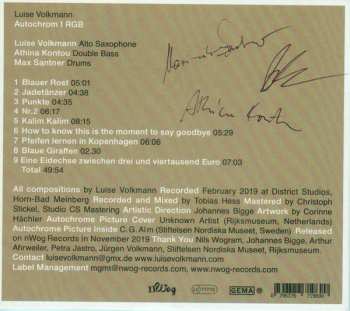 Luise Volkmann
Autochrom I RGB
Luise Volkmann Alto Saxophone
Athina Kontou Double Bass
Max Santner Drums
1 Blauer Rost 05:01
2 Jadetänzer 04:38
3 Punkte 04:35
4 Nr.2 06:17
5 Kalim Kalim 08:15
6 How to know this is the moment to say goodbye 05:29
7 Pfeifen lernen in Kopenhagen 06:06
8 Blaue Giraffen 02.30
9 Eine Eidechse zwischen drei und viertausend Euro 07:03
Total 49:54
All compositions by Luise Volkmann Recorded February 2019 at District Studios,
Horn-Bad Meinberg Recorded and Mixed by Tobias Hess Mastered by Christoph
Stickel, Studio CS Mastering Artistic Direction Johannes Bigge Artwork by Corinne
Hächler Autochrome Picture Cover Unknown Artist (Rijksmuseum, Netherlands)
Autochrome Picture Inside C. G. Alm (Stiftelsen Nordiska Museet, Sweden) Released
on nWog Records in November 2019 Thank You Nils Wogram, Johannes Bigge, Arthur
Ahrweiler, Petra Jastro, Jürgen Volkmann, Stiftelsen Nordiska Museet, Rijksmuseum.
Contact luisevolkmann@gmx.de www.luisevolkmann.com
Label Management mgmt@nwog-records.com, www.nwog-records.com
nWog
GEMA